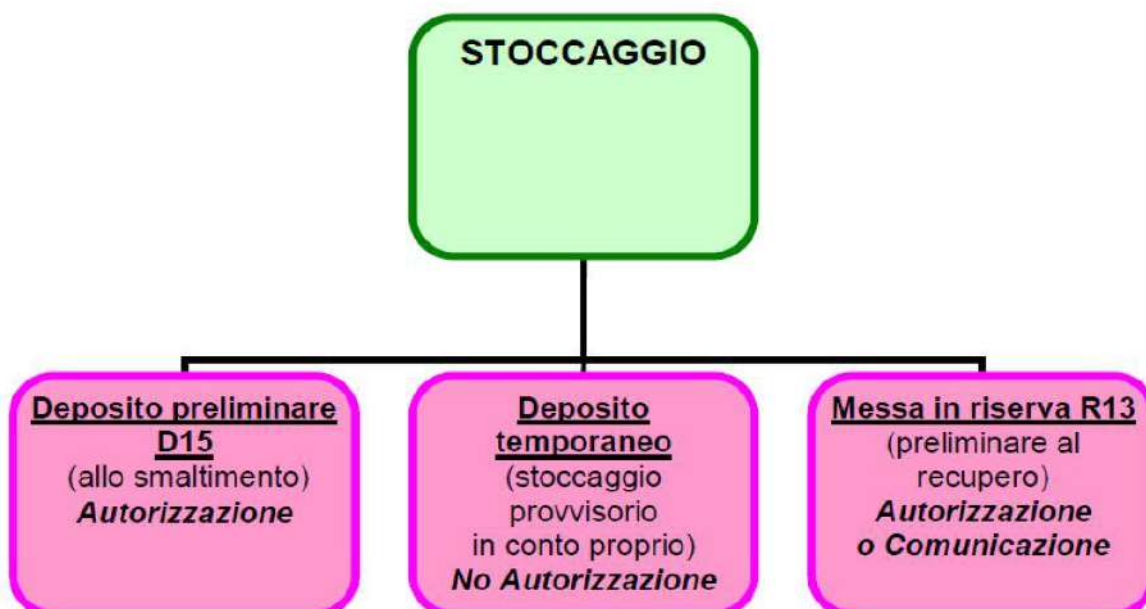 STOCCAGGIO
Deposito preliminare
D15
(allo smaltimento)
Autorizzazione
Deposito
temporaneo
(stoccaggio
provvisorio
in conto proprio)
No Autorizzazione
Messa in riserva R13
(preliminare al
recupero)
Autorizzazione
o Comunicazione